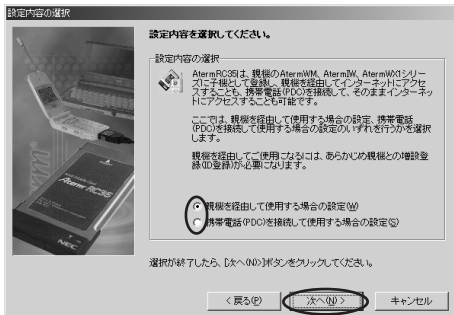 設定内容の選択
設定内容を選択してください。
設定内容の選択
AtermRC35は、親機のAtermWM、AtermIW、AtermWX1シリー
ズに子機として登録し、親機を経由してインターネットにアクセ
スすることも、携帯電話(PDC)を接続して、そのままインターネッ
トにアクセスすることも可能です。
ここでは、親機を経由して使用する場合の設定、携帯電話
(PDC)を接続して使用する場合の設定のいずれを行うかを選択
します。
親機を経由してご使用になるには、あらかじめ親機との増設登
録(ID登録)が必要になります。
親機を経由して使用する場合の設定(W)
携帯電話(PDC)を接続して使用する場合の設定(S)
Aterm RC35
NEC
選択が終了したら、[次へ(N)>]ボタンをクリックしてください。
< 戻る(P)
次へ(N) >
キャンセル